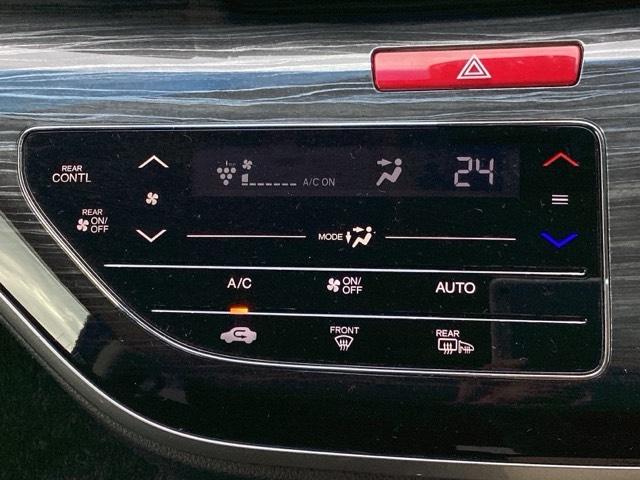 REAR
CONTL
A/C ON
24
REAR
ON/
OFF
MODE
A/C
ON/
OFF
AUTO
FRONT
REAR